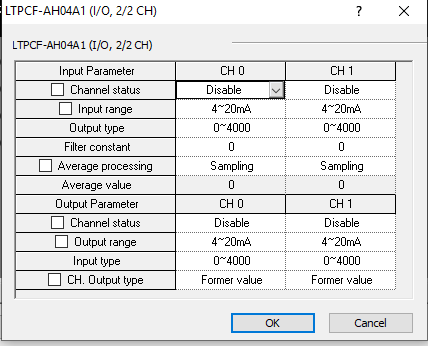 LTPCF-AH04A1 (I/O, 2/2 CH) ? ×
LTPCF-AH04A1 (I/O, 2/2 CH)
Input Parameter CH 0 CH 1
Channel status Disable Disable
Input range 4~20mA 4~20mA
Output type 0~4000 0~4000
Filter constant 0 0
Average processing Sampling Sampling
Average value 0 0
Output Parameter CH 0 CH 1
Channel status Disable Disable
Output range 4~20mA 4~20mA
Input type 0~4000 0~4000
CH. Output type Former value Former value
OK Cancel